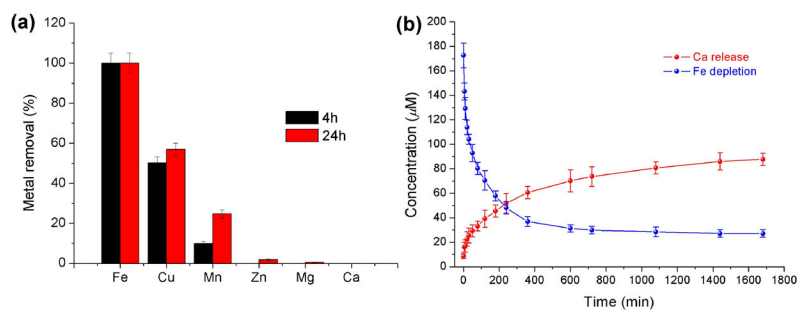 (a)
120
100
80
60
40
20
0
Metal removal (%)
4h
24h
Fe Cu Mn Zn Mg Ca
(b)
200
180
160
140
120
100
80
60
40
20
0
Concentration (μM)
Ca release
Fe depletion
0 200 400 600 800 1000 1200 1400 1600 1800
Time (min)